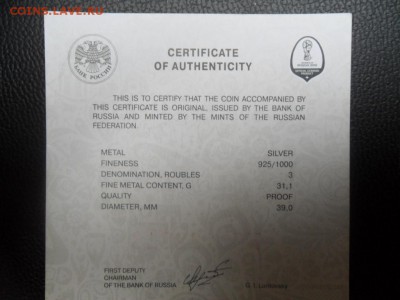 COINS.LAVE.RU
БАНК РОССИИ
CERTIFICATE
OF AUTHENTICITY
THIS IS TO CERTIFY THAT THE COIN ACCOMPANIED BY
THIS CERTIFICATE IS ORIGINAL, ISSUED BY THE BANK OF
RUSSIA AND MINTED BY THE MINTS OF THE RUSSIAN
FEDERATION
METAL SILVER
FINENESS 925/1000
DENOMINATION, ROUBLES 3
FINE METAL CONTENT, G 31,1
QUALITY PROOF
DIAMETER, MM 39,0
FIRST DEPUTY
CHAIRMAN
OF THE BANK OF RUSSIA